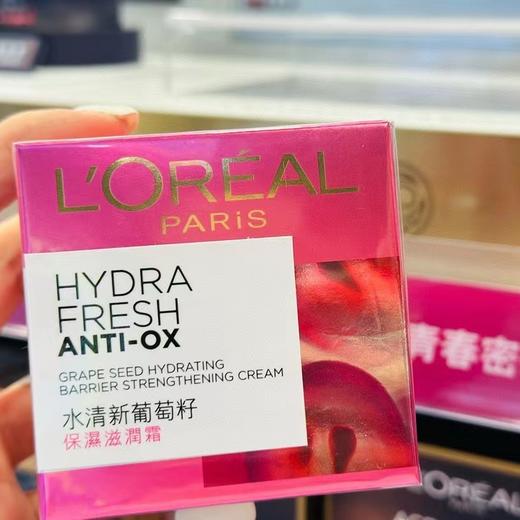 L'ORÉAL
PARiS
HYDRA
FRESH
ANTI-OX
GRAPE SEED HYDRATING
BARRIER STRENGTHENING CREAM
水清新葡萄籽
保濕滋潤霜
青春密
L'ORÉAL